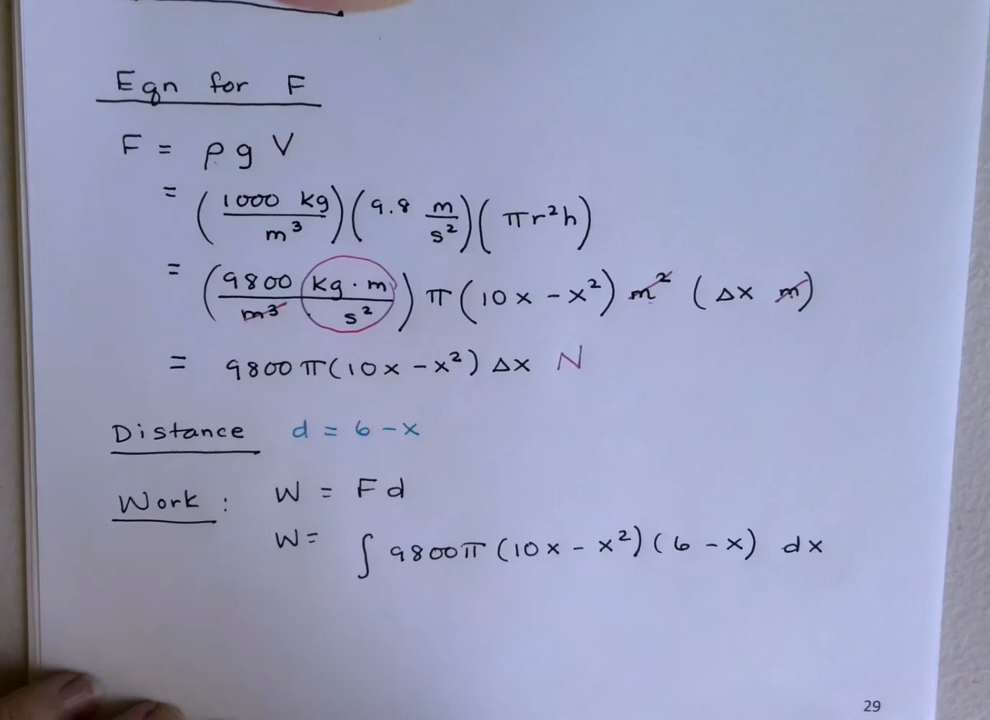 Eqn for F
F = ρ g V
= (1000 kg / m³)(9.8 m / s²)(πr²h)
= (9800 kg · m / m³ s²) π (10x - x²) m² (Δx m)
= 9800π(10x - x²) Δx N
Distance d = 6 - x
Work : W = Fd
W = ∫ 9800π (10x - x²)(6 - x) dx
29